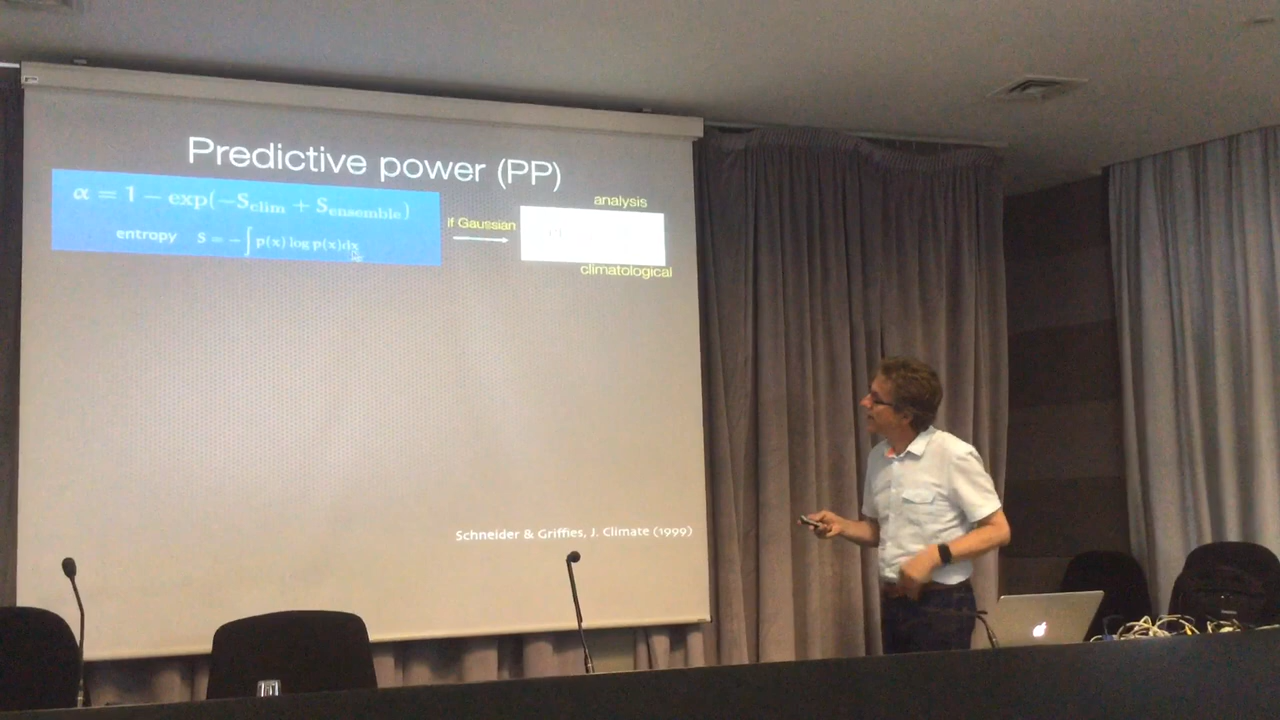 Predictive power (PP)
α = 1 − exp(−S_clim + S_ensemble)
entropy S = −∫ p(x) log p(x)dx
If Gaussian
analysis
climatological
Schneider & Griffies, J. Climate (1999)